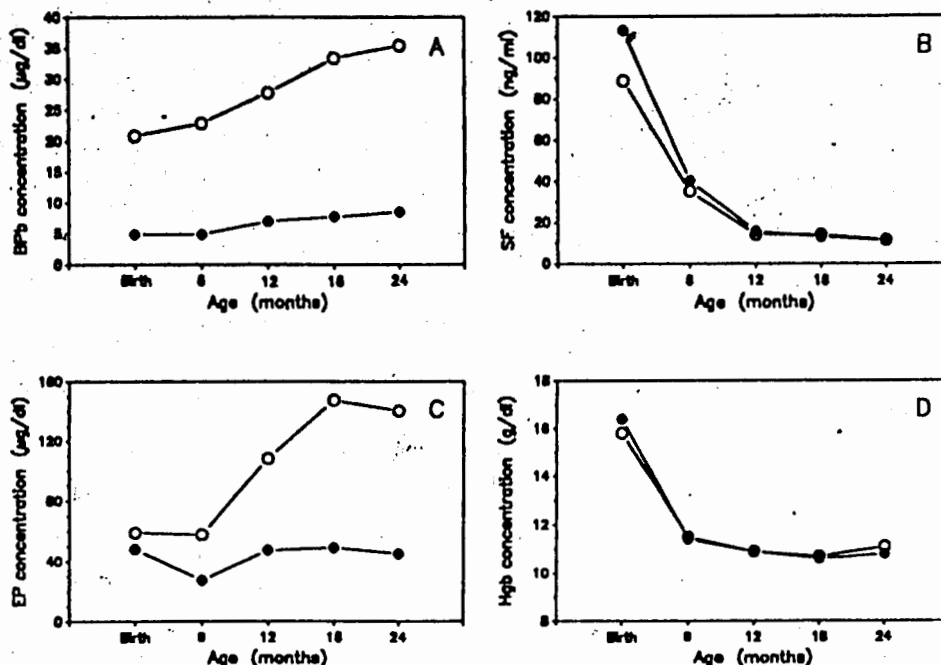 A
BPb concentration (µg/dl)
40
35
30
25
20
15
10
5
0
Birth 6 12 18 24
Age (months)
B
SF concentration (ng/ml)
120
100
80
60
40
20
0
Birth 6 12 18 24
Age (months)
C
EP concentration (µg/dl)
160
120
80
40
0
Birth 6 12 18 24
Age (months)
D
Hgb concentration (g/dl)
18
16
14
12
10
8
Birth 6 12 18 24
Age (months)